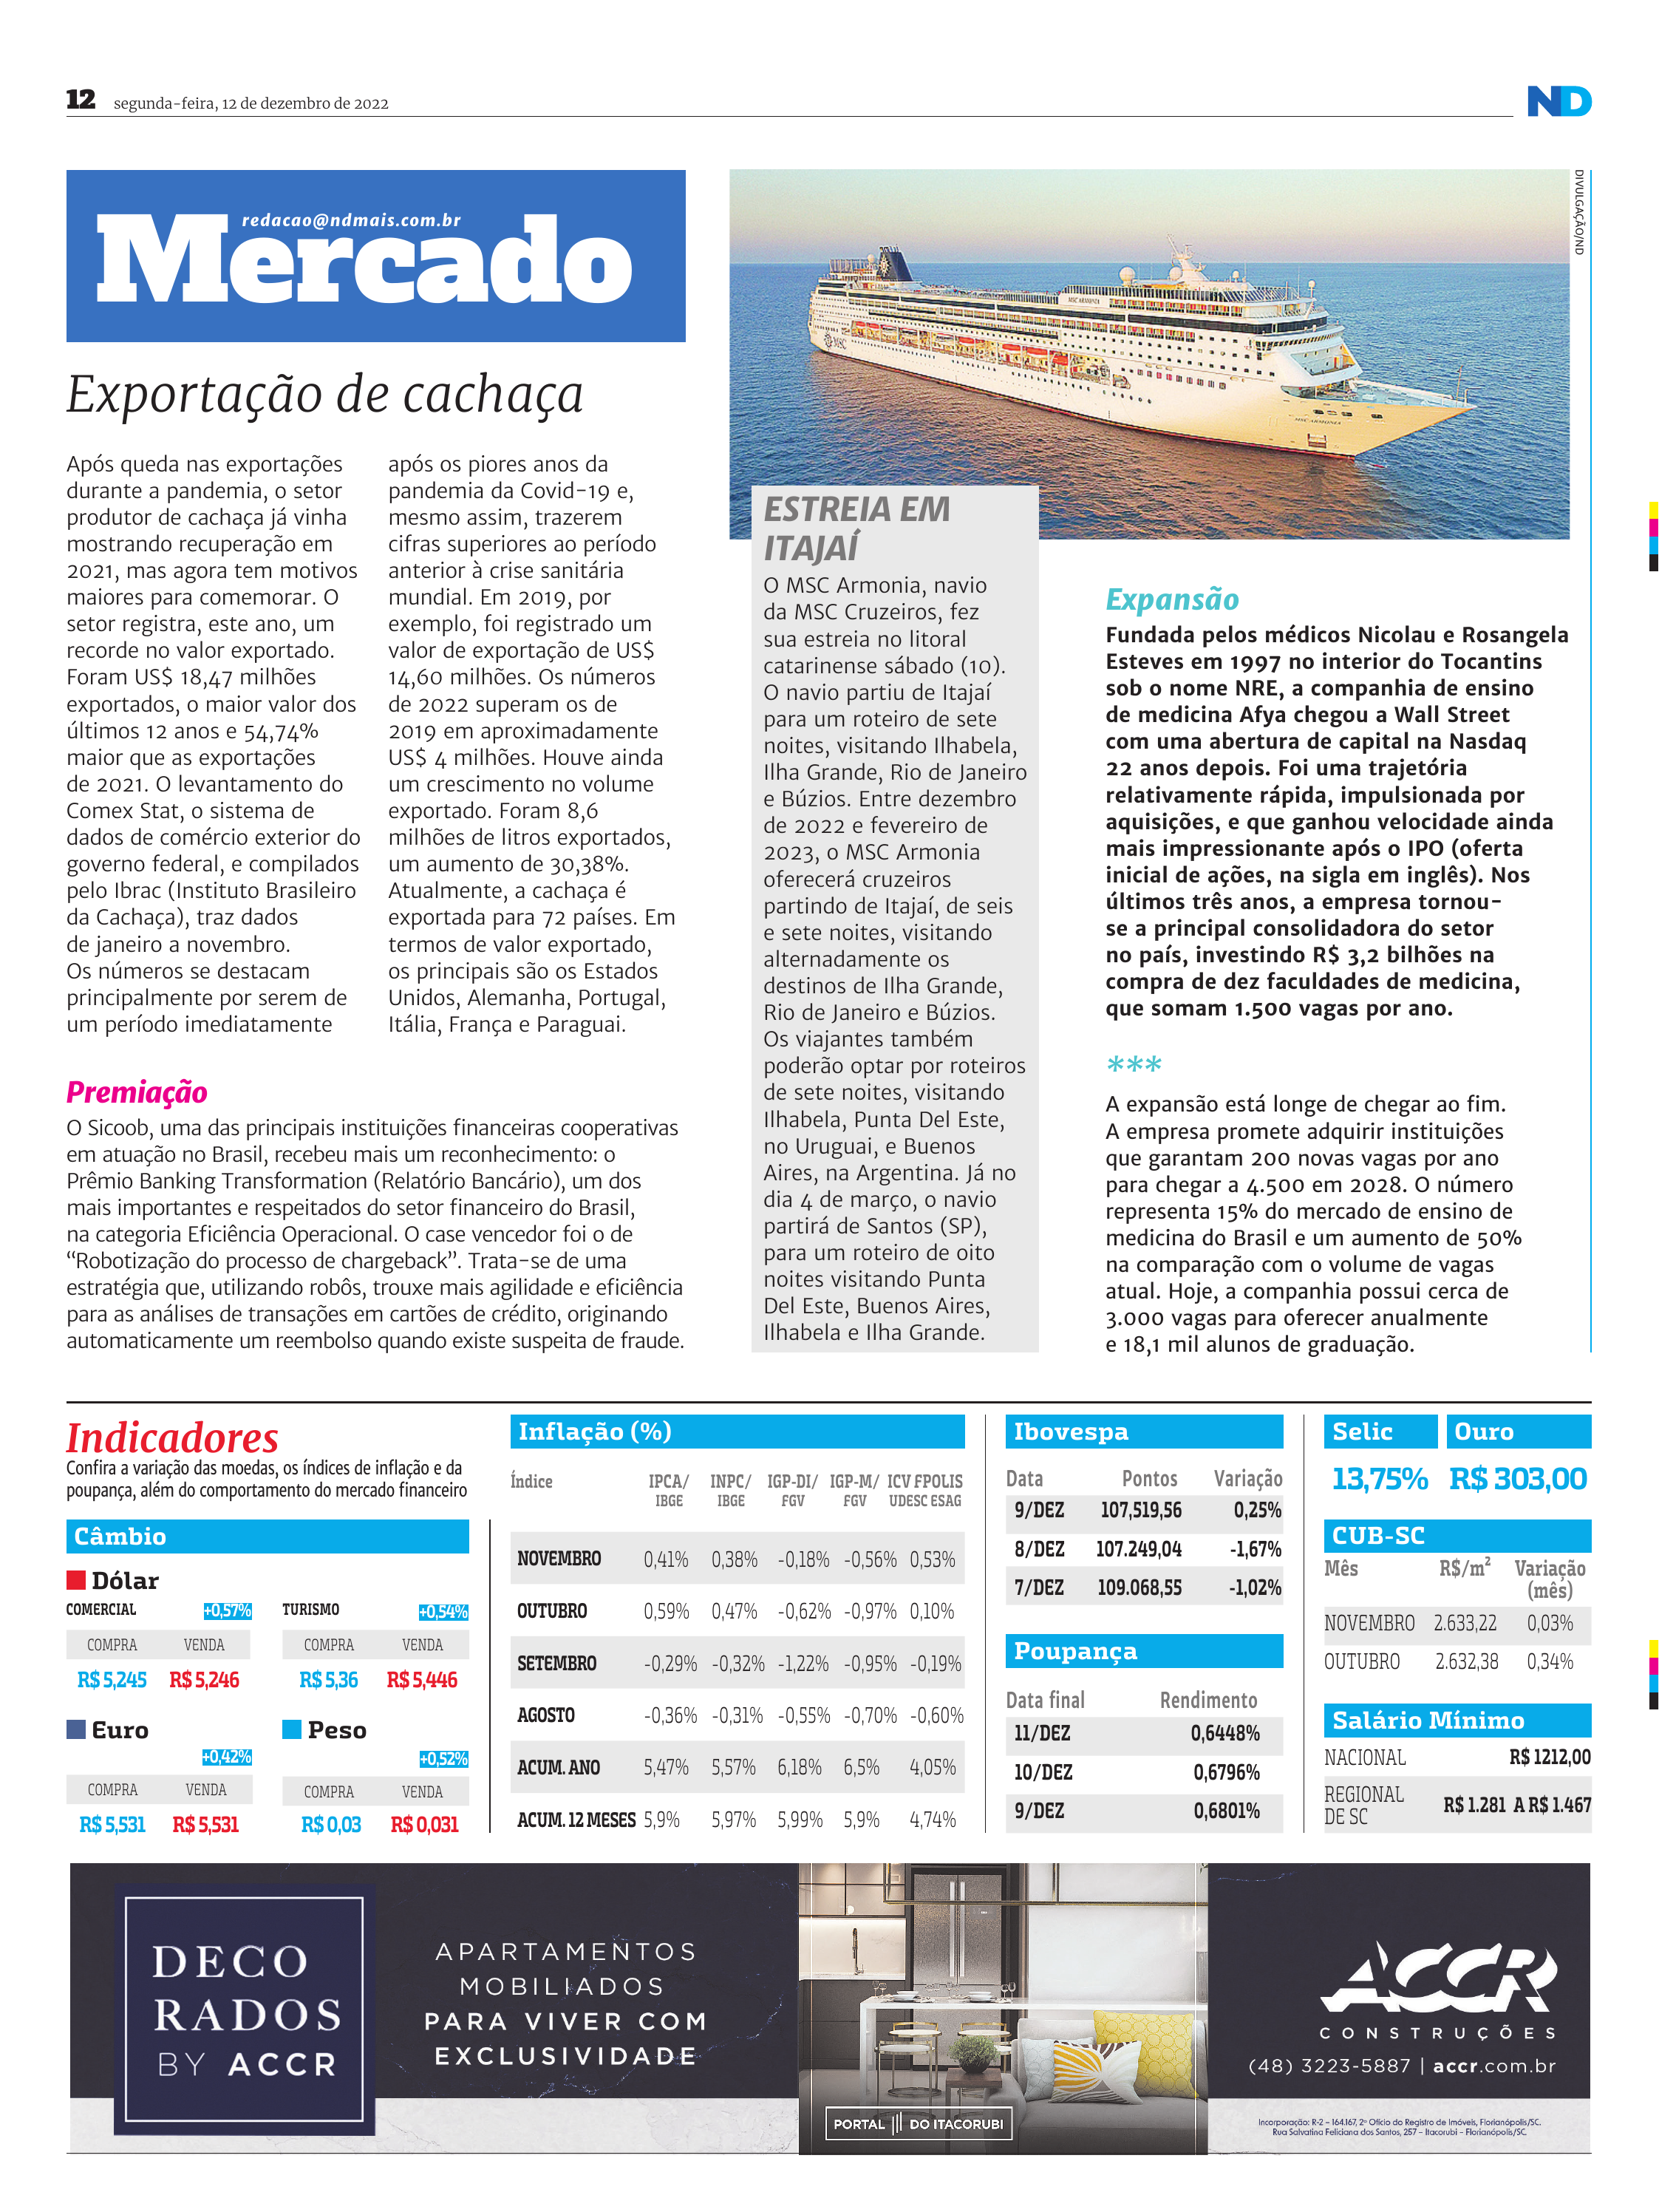 12 segunda-feira, 12 de dezembro de 2022
ND
redacao@ndmais.com.br
Mercado
Exportação de cachaça
Após queda nas exportações
durante a pandemia, o setor
produtor de cachaça já vinha
mostrando recuperação em
2021, mas agora tem motivos
maiores para comemorar. O
setor registra, este ano, um
recorde no valor exportado.
Foram US$ 18,47 milhões
exportados, o maior valor dos
últimos 12 anos e 54,74%
maior que as exportações
de 2021. O levantamento do
Comex Stat, o sistema de
dados de comércio exterior do
governo federal, e compilados
pelo Ibrac (Instituto Brasileiro
da Cachaça), traz dados
de janeiro a novembro.
Os números se destacam
principalmente por serem de
um período imediatamente
após os piores anos da
pandemia da Covid-19 e,
mesmo assim, trazerem
cifras superiores ao período
anterior à crise sanitária
mundial. Em 2019, por
exemplo, foi registrado um
valor de exportação de US$
14,60 milhões. Os números
de 2022 superam os de
2019 em aproximadamente
US$ 4 milhões. Houve ainda
um crescimento no volume
exportado. Foram 8,6
milhões de litros exportados,
um aumento de 30,38%.
Atualmente, a cachaça é
exportada para 72 países. Em
termos de valor exportado,
os principais são os Estados
Unidos, Alemanha, Portugal,
Itália, França e Paraguai.
Premiação
O Sicoob, uma das principais instituições financeiras cooperativas
em atuação no Brasil, recebeu mais um reconhecimento: o
Prêmio Banking Transformation (Relatório Bancário), um dos
mais importantes e respeitados do setor financeiro do Brasil,
na categoria Eficiência Operacional. O case vencedor foi o de
“Robotização do processo de chargeback”. Trata-se de uma
estratégia que, utilizando robôs, trouxe mais agilidade e eficiência
para as análises de transações em cartões de crédito, originando
automaticamente um reembolso quando existe suspeita de fraude.
DIVULGAÇÃO/ND
MSC ARMONIA
MSC
MSC ARMONIA
ESTREIA EM
ITAJAÍ
O MSC Armonia, navio
da MSC Cruzeiros, fez
sua estreia no litoral
catarinense sábado (10).
O navio partiu de Itajaí
para um roteiro de sete
noites, visitando Ilhabela,
Ilha Grande, Rio de Janeiro
e Búzios. Entre dezembro
de 2022 e fevereiro de
2023, o MSC Armonia
oferecerá cruzeiros
partindo de Itajaí, de seis
e sete noites, visitando
alternadamente os
destinos de Ilha Grande,
Rio de Janeiro e Búzios.
Os viajantes também
poderão optar por roteiros
de sete noites, visitando
Ilhabela, Punta Del Este,
no Uruguai, e Buenos
Aires, na Argentina. Já no
dia 4 de março, o navio
partirá de Santos (SP),
para um roteiro de oito
noites visitando Punta
Del Este, Buenos Aires,
Ilhabela e Ilha Grande.
Expansão
Fundada pelos médicos Nicolau e Rosangela
Esteves em 1997 no interior do Tocantins
sob o nome NRE, a companhia de ensino
de medicina Afya chegou a Wall Street
com uma abertura de capital na Nasdaq
22 anos depois. Foi uma trajetória
relativamente rápida, impulsionada por
aquisições, e que ganhou velocidade ainda
mais impressionante após o IPO (oferta
inicial de ações, na sigla em inglês). Nos
últimos três anos, a empresa tornou-
se a principal consolidadora do setor
no país, investindo R$ 3,2 bilhões na
compra de dez faculdades de medicina,
que somam 1.500 vagas por ano.
***
A expansão está longe de chegar ao fim.
A empresa promete adquirir instituições
que garantam 200 novas vagas por ano
para chegar a 4.500 em 2028. O número
representa 15% do mercado de ensino de
medicina do Brasil e um aumento de 50%
na comparação com o volume de vagas
atual. Hoje, a companhia possui cerca de
3.000 vagas para oferecer anualmente
e 18,1 mil alunos de graduação.
Indicadores
Confira a variação das moedas, os índices de inflação e da
poupança, além do comportamento do mercado financeiro
Câmbio
Dólar
COMERCIAL +0,57% TURISMO +0,54%
COMPRA VENDA COMPRA VENDA
R$ 5,245 R$ 5,246 R$ 5,36 R$ 5,446
Euro Peso
+0,42% +0,52%
COMPRA VENDA COMPRA VENDA
R$ 5,531 R$ 5,531 R$ 0,03 R$ 0,031
Inflação (%)
Índice IPCA/ INPC/ IGP-DI/ IGP-M/ ICV FPOLIS
IBGE IBGE FGV FGV UDESC ESAG
NOVEMBRO 0,41% 0,38% -0,18% -0,56% 0,53%
OUTUBRO 0,59% 0,47% -0,62% -0,97% 0,10%
SETEMBRO -0,29% -0,32% -1,22% -0,95% -0,19%
AGOSTO -0,36% -0,31% -0,55% -0,70% -0,60%
ACUM. ANO 5,47% 5,57% 6,18% 6,5% 4,05%
ACUM. 12 MESES 5,9% 5,97% 5,99% 5,9% 4,74%
Ibovespa
Data Pontos Variação
9/DEZ 107,519,56 0,25%
8/DEZ 107.249,04 -1,67%
7/DEZ 109.068,55 -1,02%
Poupança
Data final Rendimento
11/DEZ 0,6448%
10/DEZ 0,6796%
9/DEZ 0,6801%
Selic Ouro
13,75% R$ 303,00
CUB-SC
Mês R$/m² Variação
(mês)
NOVEMBRO 2.633,22 0,03%
OUTUBRO 2.632,38 0,34%
Salário Mínimo
NACIONAL R$ 1212,00
REGIONAL
DE SC R$ 1.281 A R$ 1.467
DECO
RADOS
BY ACCR
APARTAMENTOS
MOBILIADOS
PARA VIVER COM
EXCLUSIVIDADE
PORTAL DO ITACORUBI
ACCR
CONSTRUÇÕES
(48) 3223-5887 | accr.com.br
Incorporação: R-2 – 164.167, 2º Ofício do Registro de Imóveis, Florianópolis/SC.
Rua Salvatina Feliciana dos Santos, 257 – Itacorubi – Florianópolis/SC.